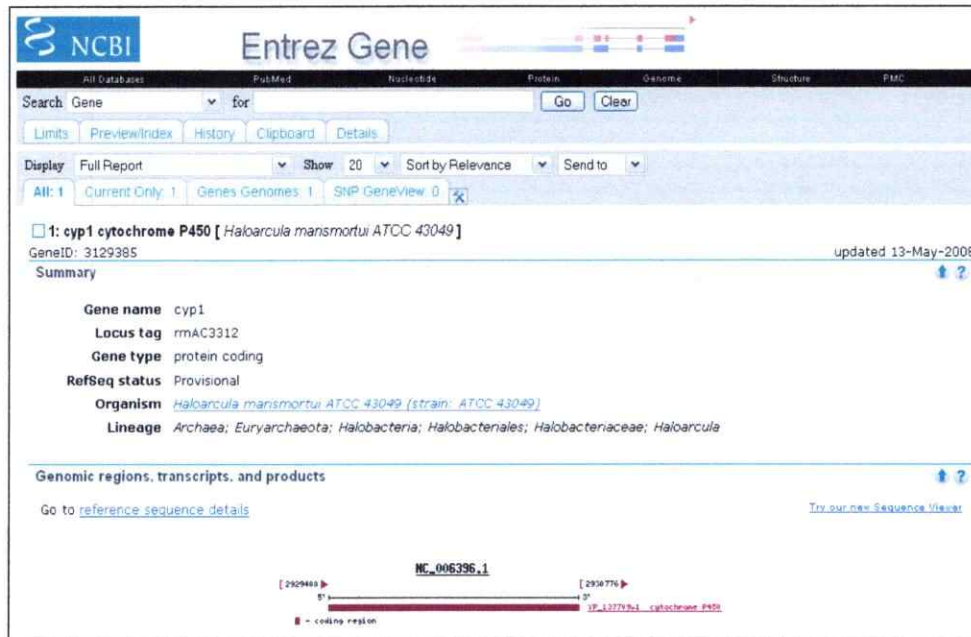 NCBI Entrez Gene
All Databases PubMed Nucleotide Protein Genome Structure PMC
Search Gene for Go Clear
Limits Preview/Index History Clipboard Details
Display Full Report Show 20 Sort by Relevance Send to
All: 1 Current Only: 1 Genes Genomes: 1 SNP GeneView: 0
1: cyp1 cytochrome P450 [ Haloarcula marismortui ATCC 43049 ]
GeneID: 3129385 updated 13-May-2008
Summary
Gene name cyp1
Locus tag rrnAC3312
Gene type protein coding
RefSeq status Provisional
Organism Haloarcula marismortui ATCC 43049 (strain: ATCC 43049)
Lineage Archaea; Euryarchaeota; Halobacteria; Halobacteriales; Halobacteriaceae; Haloarcula
Genomic regions, transcripts, and products
Go to reference sequence details Try our new Sequence Viewer
NC_006396.1
[ 2929400 [ 2930776
5' 3'
cytochrome P450
- coding region